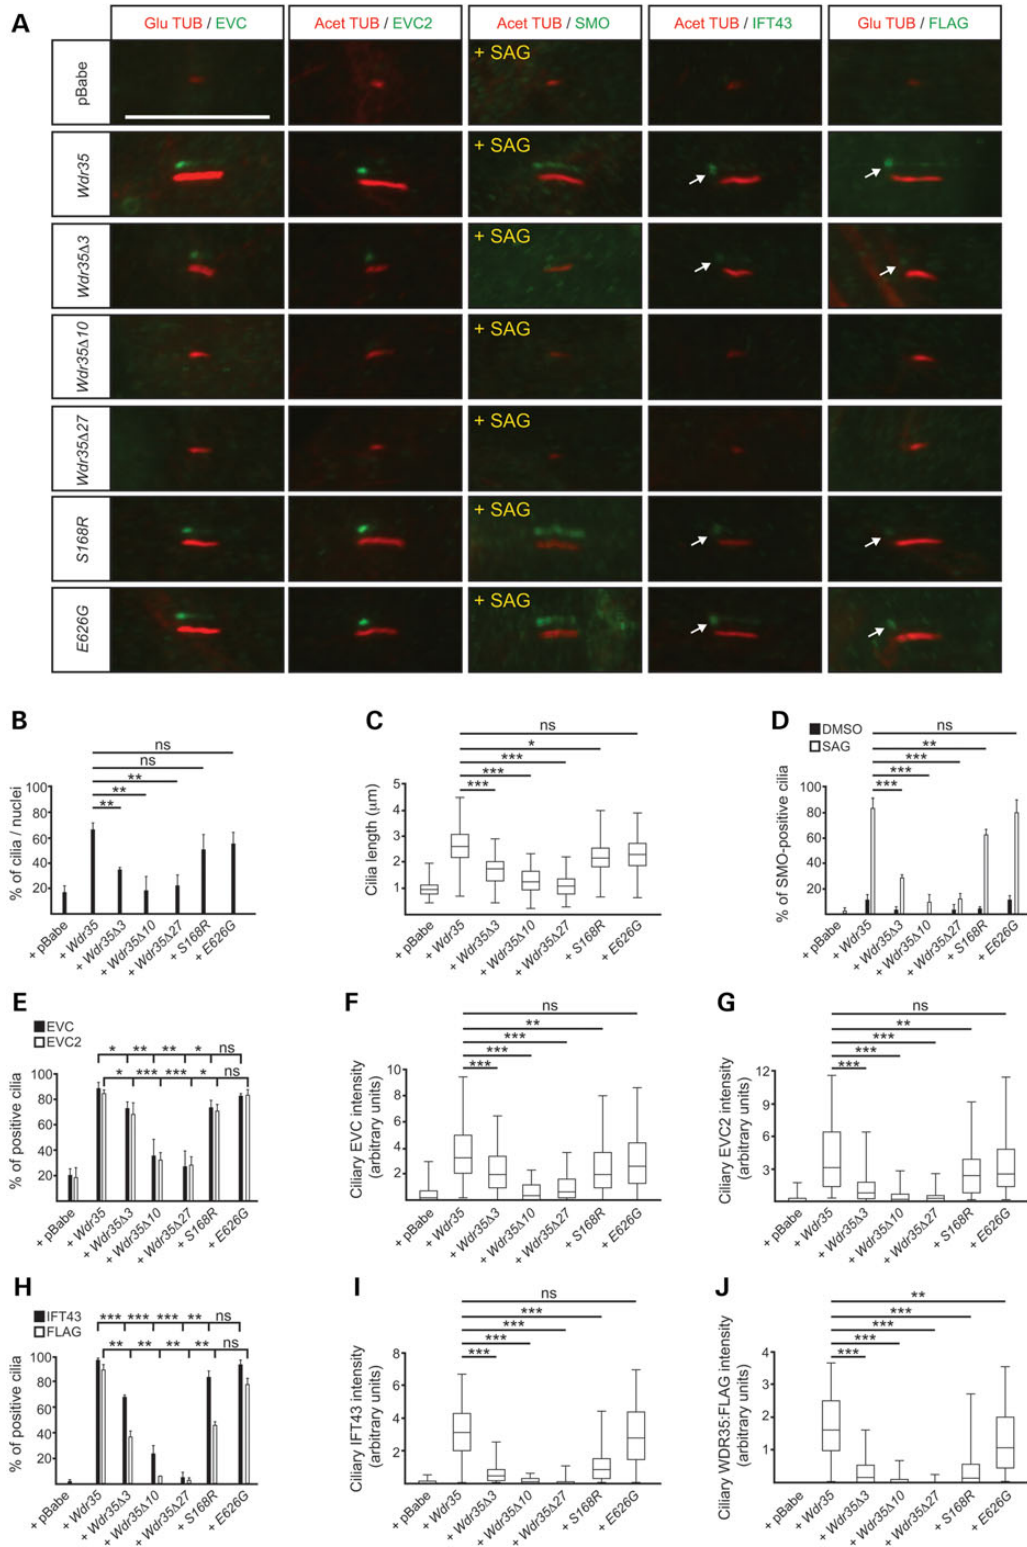 A
Glu TUB / EVC
Acet TUB / EVC2
Acet TUB / SMO
Acet TUB / IFT43
Glu TUB / FLAG
pBabe
+ SAG
Wdr35
+ SAG
Wdr35Δ3
+ SAG
Wdr35Δ10
+ SAG
Wdr35Δ27
+ SAG
S168R
+ SAG
E626G
+ SAG
B
ns
ns
**
**
**
% of cilia / nuclei
100
80
60
40
20
+ pBabe
+ Wdr35
+ Wdr35Δ3
+ Wdr35Δ10
+ Wdr35Δ27
+ S168R
+ E626G
C
ns
*
***
***
***
Cilia length (μm)
5
4
3
2
1
+ pBabe
+ Wdr35
+ Wdr35Δ3
+ Wdr35Δ10
+ Wdr35Δ27
+ S168R
+ E626G
D
DMSO
SAG
ns
**
***
***
***
% of SMO-positive cilia
100
80
60
40
20
+ pBabe
+ Wdr35
+ Wdr35Δ3
+ Wdr35Δ10
+ Wdr35Δ27
+ S168R
+ E626G
E
EVC
EVC2
* ** ** * ns
* *** *** * ns
% of positive cilia
100
80
60
40
20
+ pBabe
+ Wdr35
+ Wdr35Δ3
+ Wdr35Δ10
+ Wdr35Δ27
+ S168R
+ E626G
F
ns
**
***
***
***
Ciliary EVC intensity
(arbitrary units)
10
8
6
4
2
+ pBabe
+ Wdr35
+ Wdr35Δ3
+ Wdr35Δ10
+ Wdr35Δ27
+ S168R
+ E626G
G
ns
**
***
***
***
Ciliary EVC2 intensity
(arbitrary units)
12
9
6
3
+ pBabe
+ Wdr35
+ Wdr35Δ3
+ Wdr35Δ10
+ Wdr35Δ27
+ S168R
+ E626G
H
IFT43
FLAG
*** *** *** ** ns
** ** ** ** ns
% of positive cilia
100
80
60
40
20
+ pBabe
+ Wdr35
+ Wdr35Δ3
+ Wdr35Δ10
+ Wdr35Δ27
+ S168R
+ E626G
I
ns
***
***
***
***
Ciliary IFT43 intensity
(arbitrary units)
8
6
4
2
+ pBabe
+ Wdr35
+ Wdr35Δ3
+ Wdr35Δ10
+ Wdr35Δ27
+ S168R
+ E626G
J
**
***
***
***
***
Ciliary WDR35:FLAG intensity
(arbitrary units)
4
3
2
1
+ pBabe
+ Wdr35
+ Wdr35Δ3
+ Wdr35Δ10
+ Wdr35Δ27
+ S168R
+ E626G